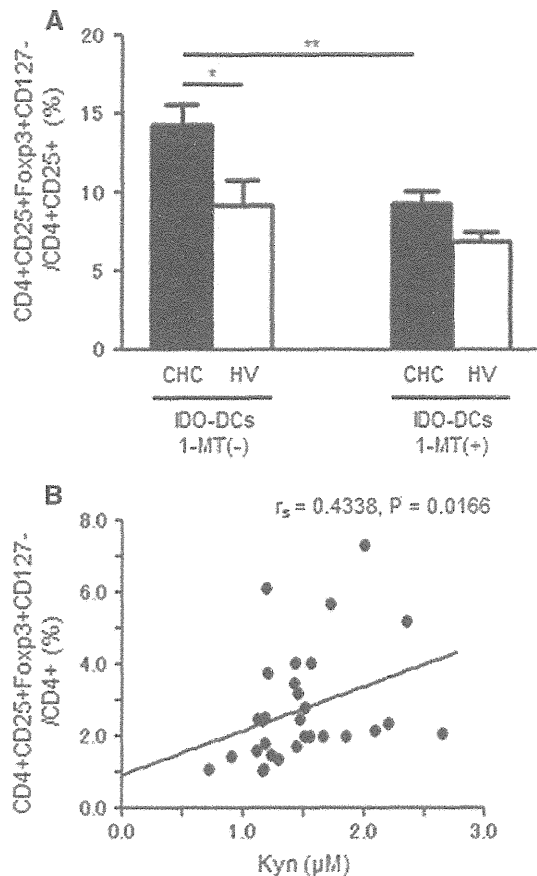 A
CD4+CD25+Foxp3+CD127-
/CD4+CD25+ (%)
20
15
10
5
0
**
*
CHC HV CHC HV
IDO-DCs IDO-DCs
1-MT(-) 1-MT(+)
B
r_s = 0.4338, P = 0.0166
CD4+CD25+Foxp3+CD127-
/CD4+ (%)
8.0
6.0
4.0
2.0
0.0
0.0 1.0 2.0 3.0
Kyn (μM)